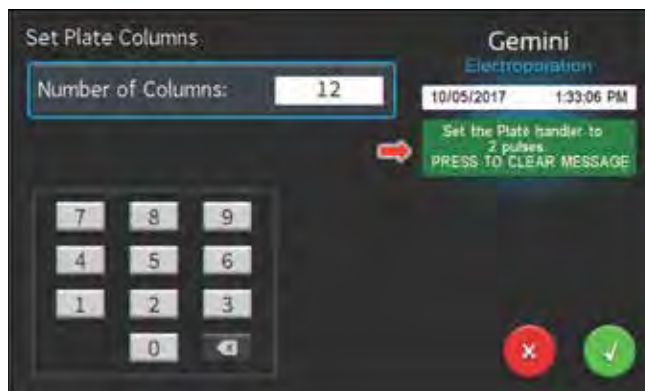 Set Plate Columns
Number of Columns: 12
Gemini
Electroporation
10/05/2017 1:33:06 PM
Set the Plate handler to
2 pulses
PRESS TO CLEAR MESSAGE
7 8 9
4 5 6
1 2 3
0